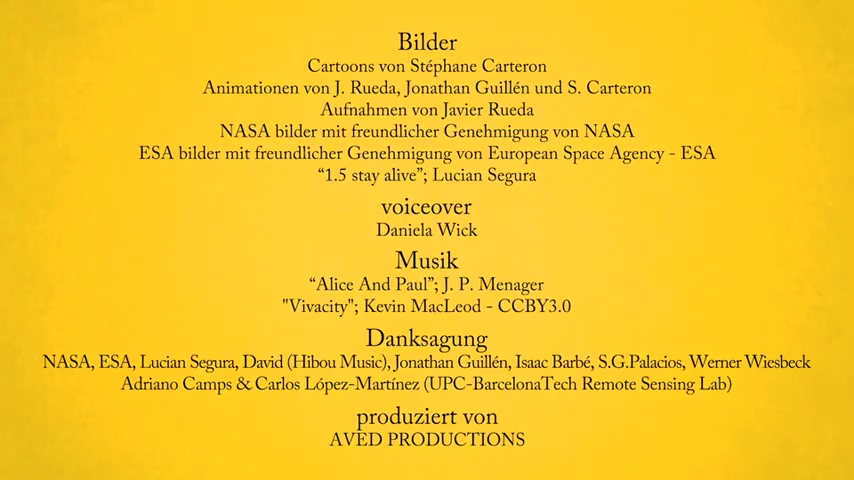 Bilder
Cartoons von Stéphane Carteron
Animationen von J. Rueda, Jonathan Guillén und S. Carteron
Aufnahmen von Javier Rueda
NASA bilder mit freundlicher Genehmigung von NASA
ESA bilder mit freundlicher Genehmigung von European Space Agency - ESA
“1.5 stay alive”; Lucian Segura
voiceover
Daniela Wick
Musik
“Alice And Paul”; J. P. Menager
"Vivacity"; Kevin MacLeod - CCBY3.0
Danksagung
NASA, ESA, Lucian Segura, David (Hibou Music), Jonathan Guillén, Isaac Barbé, S.G.Palacios, Werner Wiesbeck
Adriano Camps & Carlos López-Martínez (UPC-BarcelonaTech Remote Sensing Lab)
produziert von
AVED PRODUCTIONS